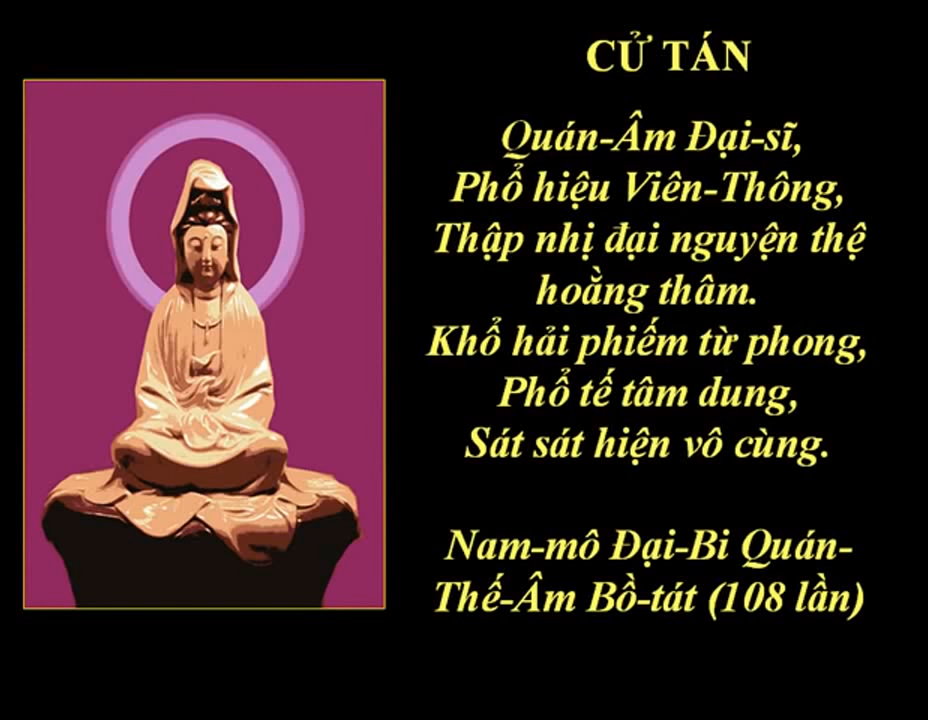 CỬ TÁN
Quán-Âm Đại-sĩ,
Phổ hiệu Viên-Thông,
Thập nhị đại nguyện thệ
hoằng thâm.
Khổ hải phiếm từ phong,
Phổ tế tâm dung,
Sát sát hiện vô cùng.
Nam-mô Đại-Bi Quán-
Thế-Âm Bồ-tát (108 lần)